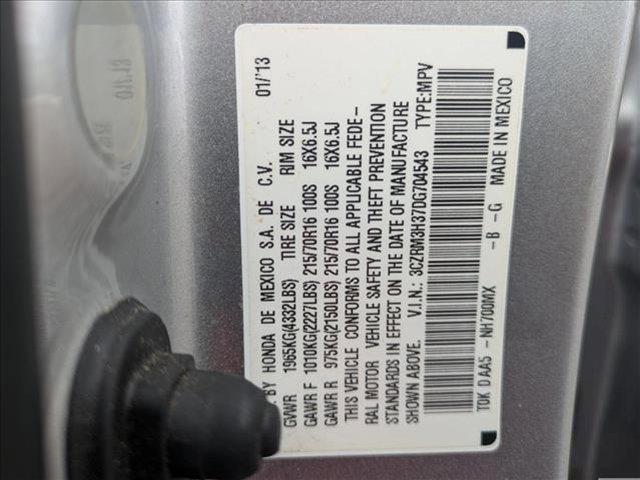 BY HONDA DE MEXICO S.A. DE C.V. 01/'13
GVWR 1965KG(4332LBS) TIRE SIZE RIM SIZE
GAWR F 1010KG(2227LBS) 215/70R16 100S 16X6.5J
GAWR R 975KG(2150LBS) 215/70R16 100S 16X6.5J
THIS VEHICLE CONFORMS TO ALL APPLICABLE FEDE-
RAL MOTOR VEHICLE SAFETY AND THEFT PREVENTION
STANDARDS IN EFFECT ON THE DATE OF MANUFACTURE
SHOWN ABOVE. V.I.N.: 3CZRM3H37DG704543 TYPE:MPV
T0K D AA5 -NH700MX -B -G MADE IN MEXICO